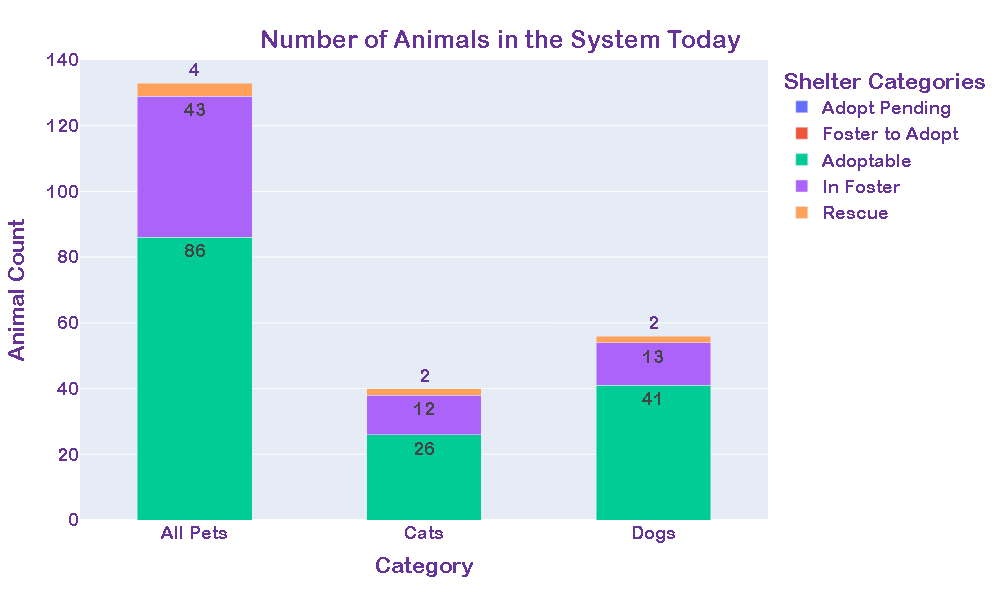 Number of Animals in the System Today
Animal Count
140
120
100
80
60
40
20
0
4
43
86
2
12
26
2
13
41
All Pets
Cats
Dogs
Category
Shelter Categories
Adopt Pending
Foster to Adopt
Adoptable
In Foster
Rescue